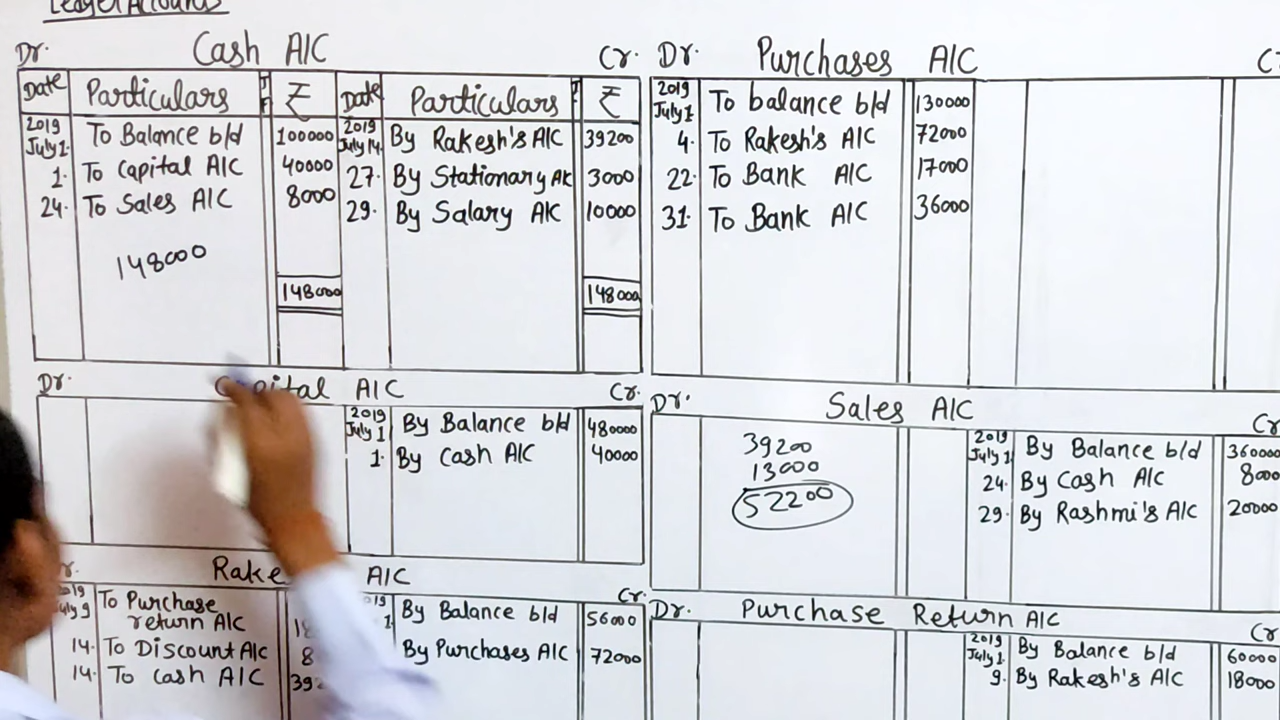 Ledger Accounts
Dr. Cash A/C Cr.
Date Particulars J F ₹ Date Particulars J F ₹
2019 July 1. To Balance b/d 100000 2019 July 14. By Rakesh's A/C 39200
1. To Capital A/C 40000 27. By Stationary A/C 3000
24. To Sales A/C 8000 29. By Salary A/C 10000
148000
148000 148000
Dr. Purchases A/C Cr
2019 July 1. To balance b/d 130000
4. To Rakesh's A/C 72000
22. To Bank A/C 17000
31. To Bank A/C 36000
Dr. Capital A/C Cr.
2019 July 1 By Balance b/d 480000
1. By Cash A/C 40000
Dr. Sales A/C Cr
39200
13000
52200
2019 July 1 By Balance b/d 360000
24. By Cash A/C 8000
29. By Rashmi's A/C 20000
A/C Cr.
July 9 To Purchase return A/C By Balance b/d 56000
14. To Discount A/C By Purchases A/C 72000
14. To Cash A/C
Dr. Purchase Return A/C Cr
2019 July 1. By Balance b/d 60000
9. By Rakesh's A/C 18000